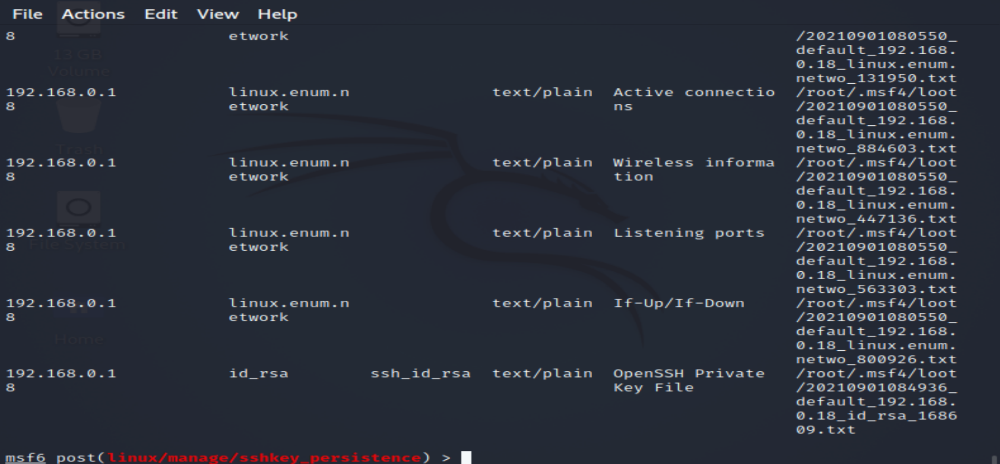 File Actions Edit View Help
8 etwork /20210901080550_
default_192.168.
13 GB
0.18_linux.enum.
Volume
netwo_131950.txt
192.168.0.1 linux.enum.n text/plain Active connectio /root/.msf4/loot
8 etwork ns /20210901080550_
default_192.168.
0.18_linux.enum.
Trash netwo_884603.txt
192.168.0.1 linux.enum.n text/plain Wireless informa /root/.msf4/loot
8 etwork tion /20210901080550_
default_192.168.
0.18_linux.enum.
netwo_447136.txt
192.168.0.1 linux.enum.n text/plain Listening ports /root/.msf4/loot
8 File System etwork /20210901080550_
default_192.168.
0.18_linux.enum.
netwo_563303.txt
192.168.0.1 linux.enum.n text/plain If-Up/If-Down /root/.msf4/loot
8 etwork /20210901080550_
default_192.168.
Home
0.18_linux.enum.
netwo_800926.txt
192.168.0.1 id_rsa ssh_id_rsa text/plain OpenSSH Private /root/.msf4/loot
8 Key File /20210901084936_
default_192.168.
0.18_id_rsa_1686
09.txt
msf6 post(linux/manage/sshkey_persistence) >